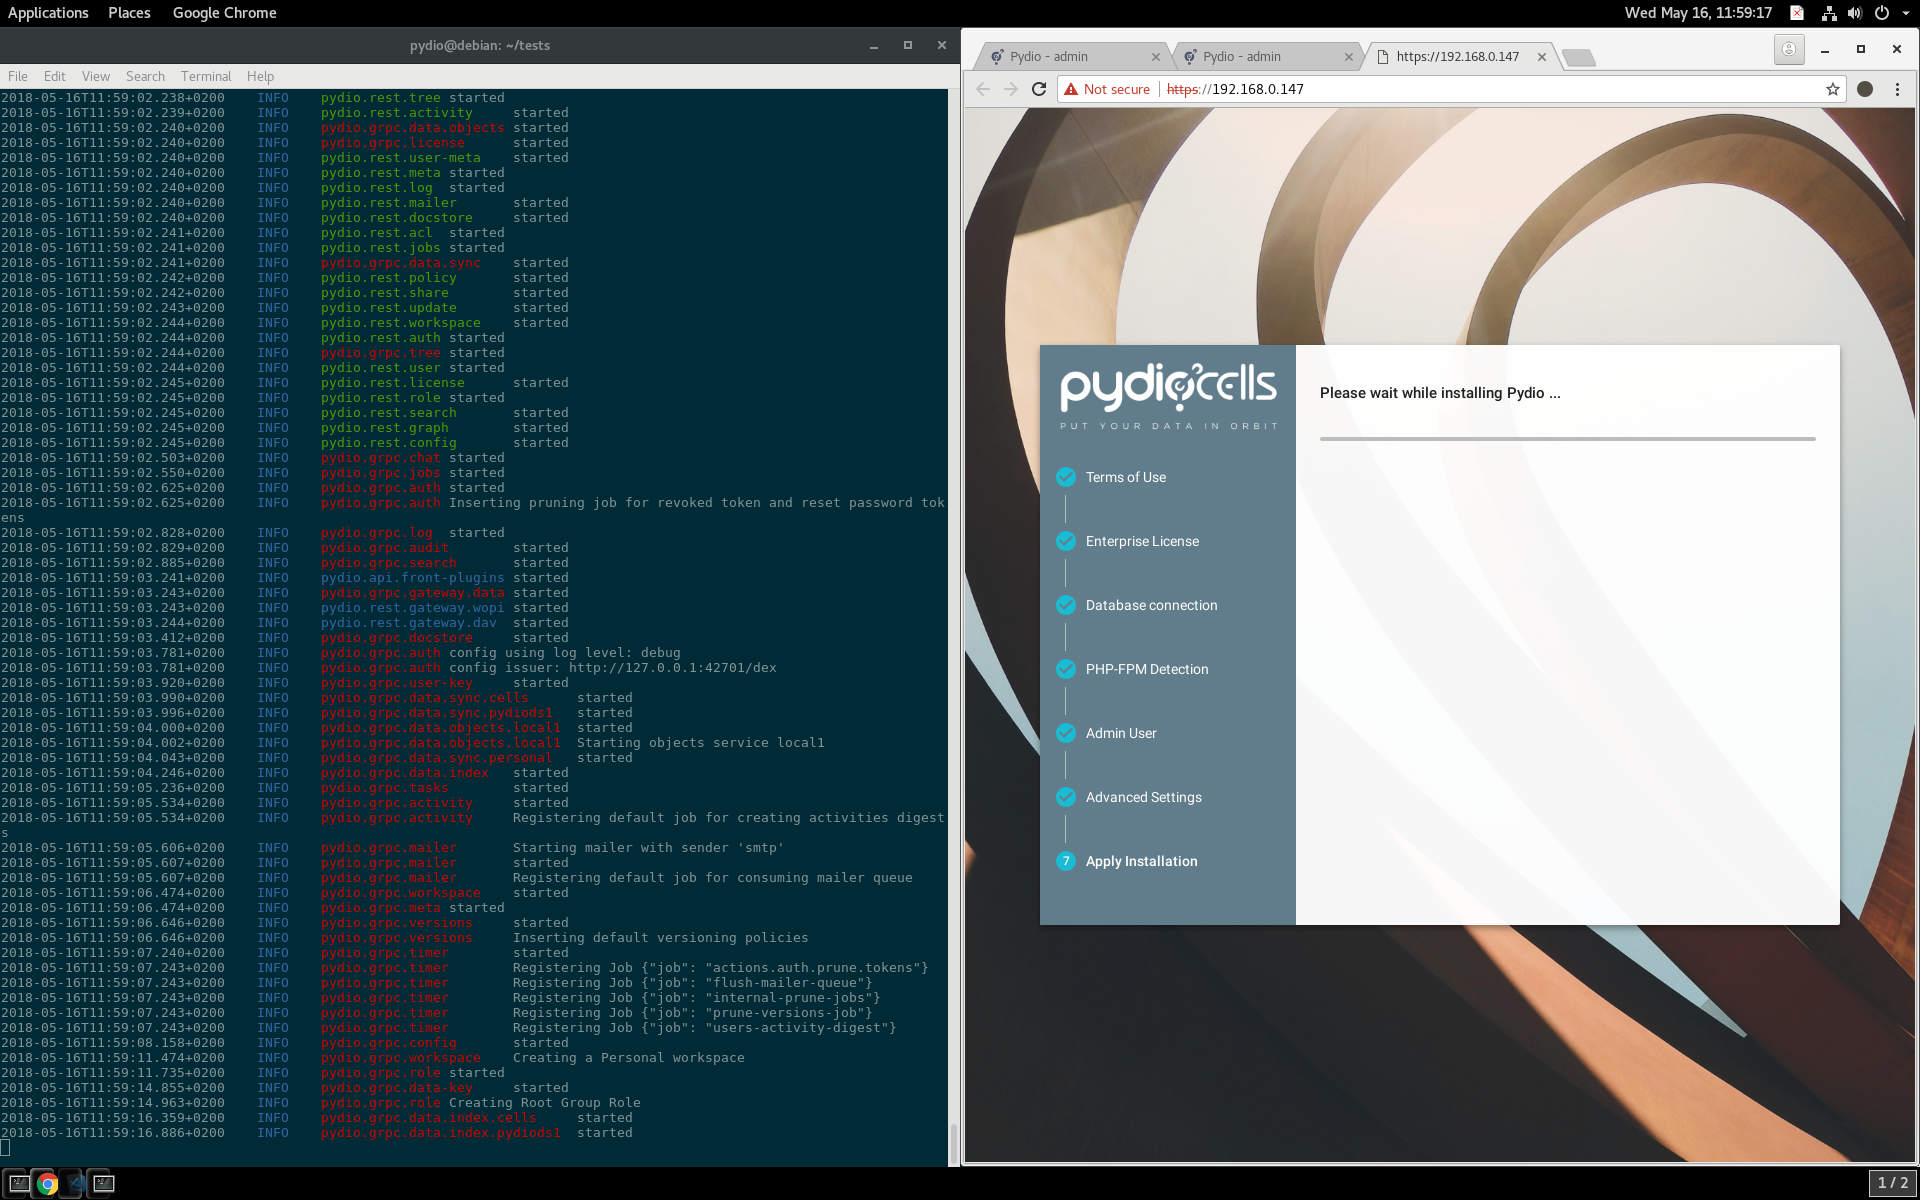 Applications Places Google Chrome Wed May 16, 11:59:17
pydio@debian: ~/tests
File Edit View Search Terminal Help
2018-05-16T11:59:02.238+0200 INFO pydio.rest.tree started
2018-05-16T11:59:02.239+0200 INFO pydio.rest.activity started
2018-05-16T11:59:02.240+0200 INFO pydio.grpc.data.objects started
2018-05-16T11:59:02.240+0200 INFO pydio.grpc.license started
2018-05-16T11:59:02.240+0200 INFO pydio.rest.user-meta started
2018-05-16T11:59:02.240+0200 INFO pydio.rest.meta started
2018-05-16T11:59:02.240+0200 INFO pydio.rest.log started
2018-05-16T11:59:02.240+0200 INFO pydio.rest.mailer started
2018-05-16T11:59:02.240+0200 INFO pydio.rest.docstore started
2018-05-16T11:59:02.241+0200 INFO pydio.rest.acl started
2018-05-16T11:59:02.241+0200 INFO pydio.rest.jobs started
2018-05-16T11:59:02.241+0200 INFO pydio.grpc.data.sync started
2018-05-16T11:59:02.242+0200 INFO pydio.rest.policy started
2018-05-16T11:59:02.242+0200 INFO pydio.rest.share started
2018-05-16T11:59:02.243+0200 INFO pydio.rest.update started
2018-05-16T11:59:02.244+0200 INFO pydio.rest.workspace started
2018-05-16T11:59:02.244+0200 INFO pydio.rest.auth started
2018-05-16T11:59:02.244+0200 INFO pydio.grpc.tree started
2018-05-16T11:59:02.244+0200 INFO pydio.rest.user started
2018-05-16T11:59:02.245+0200 INFO pydio.rest.license started
2018-05-16T11:59:02.245+0200 INFO pydio.rest.role started
2018-05-16T11:59:02.245+0200 INFO pydio.rest.search started
2018-05-16T11:59:02.245+0200 INFO pydio.rest.graph started
2018-05-16T11:59:02.245+0200 INFO pydio.rest.config started
2018-05-16T11:59:02.503+0200 INFO pydio.grpc.chat started
2018-05-16T11:59:02.550+0200 INFO pydio.grpc.jobs started
2018-05-16T11:59:02.625+0200 INFO pydio.grpc.auth started
2018-05-16T11:59:02.625+0200 INFO pydio.grpc.auth Inserting pruning job for revoked token and reset password tok
ens
2018-05-16T11:59:02.828+0200 INFO pydio.grpc.log started
2018-05-16T11:59:02.829+0200 INFO pydio.grpc.audit started
2018-05-16T11:59:02.885+0200 INFO pydio.grpc.search started
2018-05-16T11:59:03.241+0200 INFO pydio.api.front-plugins started
2018-05-16T11:59:03.243+0200 INFO pydio.grpc.gateway.data started
2018-05-16T11:59:03.243+0200 INFO pydio.rest.gateway.wopi started
2018-05-16T11:59:03.244+0200 INFO pydio.rest.gateway.dav started
2018-05-16T11:59:03.412+0200 INFO pydio.grpc.docstore started
2018-05-16T11:59:03.781+0200 INFO pydio.grpc.auth config using log level: debug
2018-05-16T11:59:03.781+0200 INFO pydio.grpc.auth config issuer: http://127.0.0.1:42701/dex
2018-05-16T11:59:03.920+0200 INFO pydio.grpc.user-key started
2018-05-16T11:59:03.990+0200 INFO pydio.grpc.data.sync.cells started
2018-05-16T11:59:03.996+0200 INFO pydio.grpc.data.sync.pydiods1 started
2018-05-16T11:59:04.000+0200 INFO pydio.grpc.data.objects.local1 started
2018-05-16T11:59:04.002+0200 INFO pydio.grpc.data.objects.local1 Starting objects service local1
2018-05-16T11:59:04.043+0200 INFO pydio.grpc.data.sync.personal started
2018-05-16T11:59:04.246+0200 INFO pydio.grpc.data.index started
2018-05-16T11:59:05.236+0200 INFO pydio.grpc.tasks started
2018-05-16T11:59:05.534+0200 INFO pydio.grpc.activity started
2018-05-16T11:59:05.534+0200 INFO pydio.grpc.activity Registering default job for creating activities digest
s
2018-05-16T11:59:05.606+0200 INFO pydio.grpc.mailer Starting mailer with sender 'smtp'
2018-05-16T11:59:05.607+0200 INFO pydio.grpc.mailer started
2018-05-16T11:59:05.607+0200 INFO pydio.grpc.mailer Registering default job for consuming mailer queue
2018-05-16T11:59:06.474+0200 INFO pydio.grpc.workspace started
2018-05-16T11:59:06.474+0200 INFO pydio.grpc.meta started
2018-05-16T11:59:06.646+0200 INFO pydio.grpc.versions started
2018-05-16T11:59:06.646+0200 INFO pydio.grpc.versions Inserting default versioning policies
2018-05-16T11:59:07.240+0200 INFO pydio.grpc.timer started
2018-05-16T11:59:07.243+0200 INFO pydio.grpc.timer Registering Job {"job": "actions.auth.prune.tokens"}
2018-05-16T11:59:07.243+0200 INFO pydio.grpc.timer Registering Job {"job": "flush-mailer-queue"}
2018-05-16T11:59:07.243+0200 INFO pydio.grpc.timer Registering Job {"job": "internal-prune-jobs"}
2018-05-16T11:59:07.243+0200 INFO pydio.grpc.timer Registering Job {"job": "prune-versions-job"}
2018-05-16T11:59:07.243+0200 INFO pydio.grpc.timer Registering Job {"job": "users-activity-digest"}
2018-05-16T11:59:08.158+0200 INFO pydio.grpc.config started
2018-05-16T11:59:11.474+0200 INFO pydio.grpc.workspace Creating a Personal workspace
2018-05-16T11:59:11.735+0200 INFO pydio.grpc.role started
2018-05-16T11:59:14.855+0200 INFO pydio.grpc.data-key started
2018-05-16T11:59:14.963+0200 INFO pydio.grpc.role Creating Root Group Role
2018-05-16T11:59:16.359+0200 INFO pydio.grpc.data.index.cells started
2018-05-16T11:59:16.886+0200 INFO pydio.grpc.data.index.pydiods1 started
Pydio - admin Pydio - admin https://192.168.0.147
Not secure https://192.168.0.147
pydio cells
PUT YOUR DATA IN ORBIT
Terms of Use
Enterprise License
Database connection
PHP-FPM Detection
Admin User
Advanced Settings
7 Apply Installation
Please wait while installing Pydio ...
1 / 2